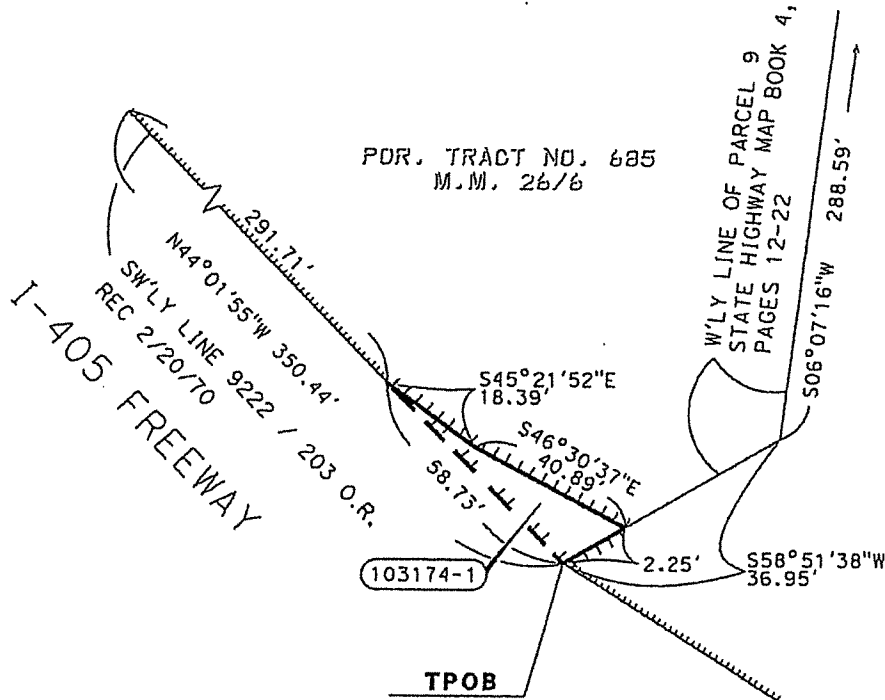 W'LY LINE OF PARCEL 9
STATE HIGHWAY MAP BOOK 4,
PAGES 12-22
288.59'
S06°07'16"W
POR. TRACT NO. 685
M.M. 26/6
291.71'
N44°01'55"W 350.44'
SW'LY LINE 9222 / 203 O.R.
REC 2/20/70
I-405 FREEWAY
S45°21'52"E
18.39'
S46°30'37"E
40.89'
58.73'
103174-1
2.25'
S58°51'38"W
36.95'
TPOB